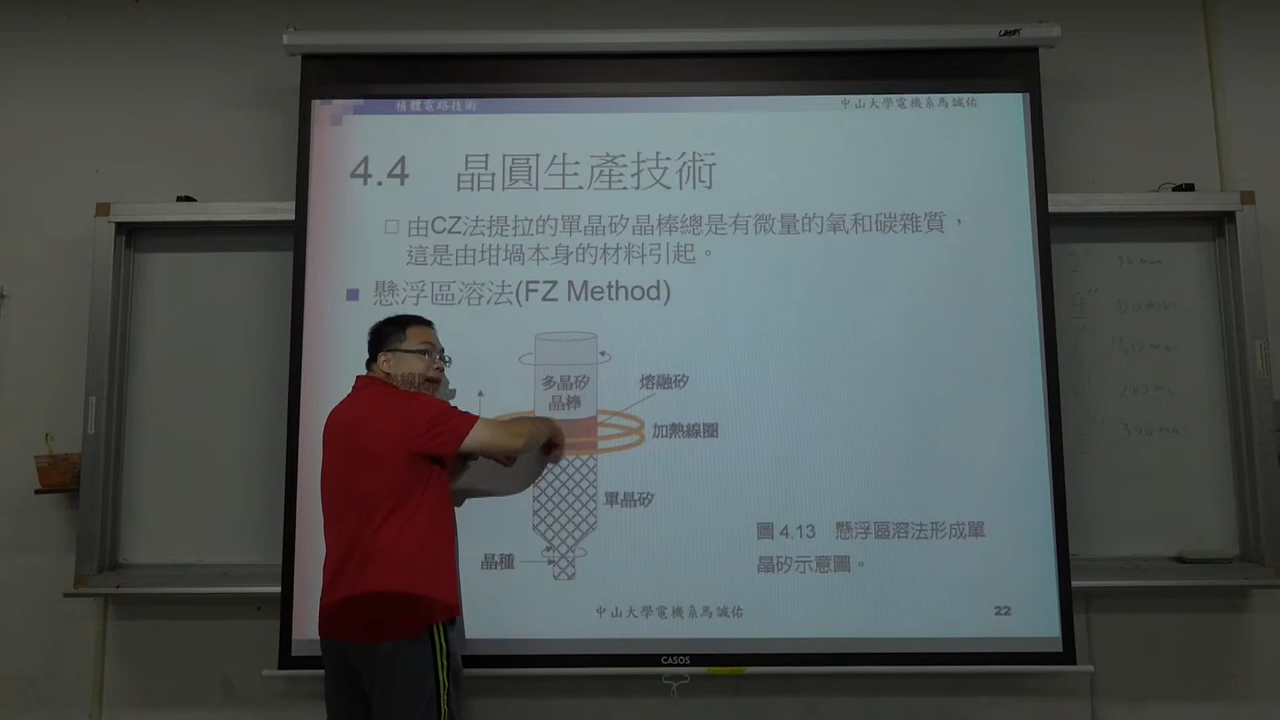 積體電路技術
中山大學電機系馬誠佑
4.4 晶圓生產技術
由CZ法提拉的單晶矽晶棒總是有微量的氧和碳雜質，
這是由坩堝本身的材料引起。
懸浮區溶法(FZ Method)
多晶矽
晶棒
熔融矽
加熱線圈
單晶矽
晶種
圖 4.13 懸浮區溶法形成單
晶矽示意圖。
中山大學電機系馬誠佑
22
CASOS